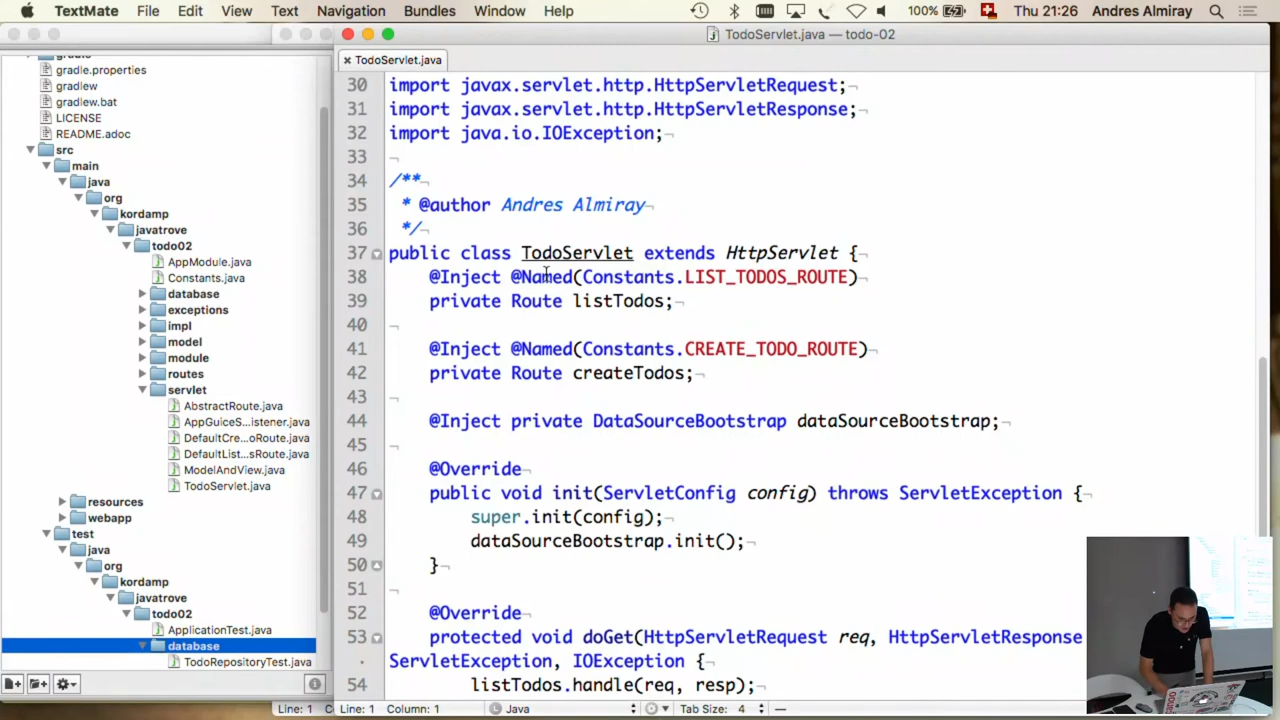 TextMate File Edit View Text Navigation Bundles Window Help 100% Thu 21:26 Andres Almiray
TodoServlet.java — todo-02
TodoServlet.java
gradle.properties
gradlew
gradlew.bat
LICENSE
README.adoc
src
main
java
org
kordamp
javatrove
todo02
AppModule.java
Constants.java
database
exceptions
impl
model
module
routes
servlet
AbstractRoute.java
AppGuiceS...istener.java
DefaultCre...oRoute.java
DefaultList...sRoute.java
ModelAndView.java
TodoServlet.java
resources
webapp
test
java
org
kordamp
javatrove
todo02
ApplicationTest.java
database
TodoRepositoryTest.java
30 import javax.servlet.http.HttpServletRequest;¬
31 import javax.servlet.http.HttpServletResponse;¬
32 import java.io.IOException;¬
33 ¬
34 /**¬
35  * @author Andres Almiray¬
36  */¬
37 public class TodoServlet extends HttpServlet {¬
38 @Inject @Named(Constants.LIST_TODOS_ROUTE)¬
39 private Route listTodos;¬
40 ¬
41 @Inject @Named(Constants.CREATE_TODO_ROUTE)¬
42 private Route createTodos;¬
43 ¬
44 @Inject private DataSourceBootstrap dataSourceBootstrap;¬
45 ¬
46 @Override¬
47 public void init(ServletConfig config) throws ServletException {¬
48 super.init(config);¬
49 dataSourceBootstrap.init();¬
50 }¬
51 ¬
52 @Override¬
53 protected void doGet(HttpServletRequest req, HttpServletResponse
· ServletException, IOException {¬
54 listTodos.handle(req, resp);¬
Line: 1 Line: 1 Column: 1 Java Tab Size: 4 —